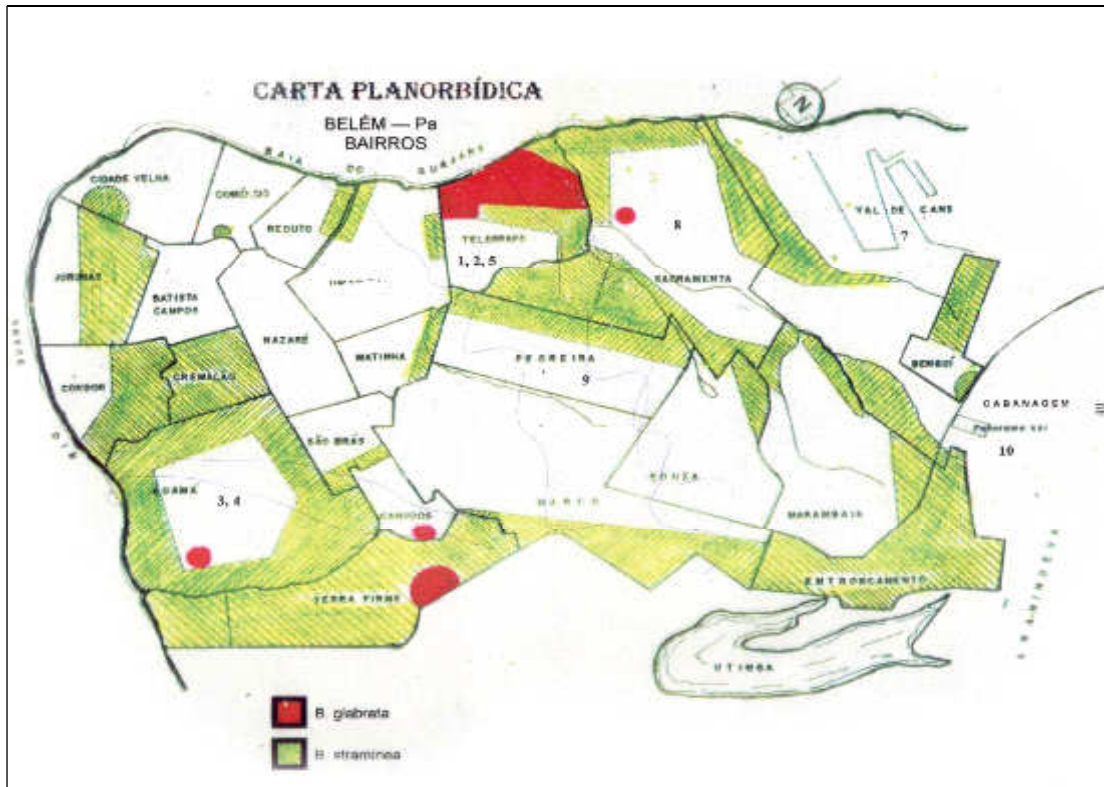 CARTA PLANORBÍDICA
BELÉM — Pa
BAIRROS
N
BAIA DO GUAJARÁ
CIDADE VELHA
REDUTO
TELEGRAFO
1, 2, 5
8
SACRAMENTA
VAL DE CANS
7
JURUNAS
BATISTA
CAMPOS
NAZARÉ
MATINHA
PEDREIRA
9
BENGUÍ
CONDOR
CREMAÇÃO
CABANAGEM
10
SÃO BRÁS
SOUZA
GUAMÁ
3, 4
CANUDOS
MARCO
MARAMBAIA
TERRA FIRME
ENTRONCAMENTO
UTINGA
RIO
B. glabrata
B. straminea